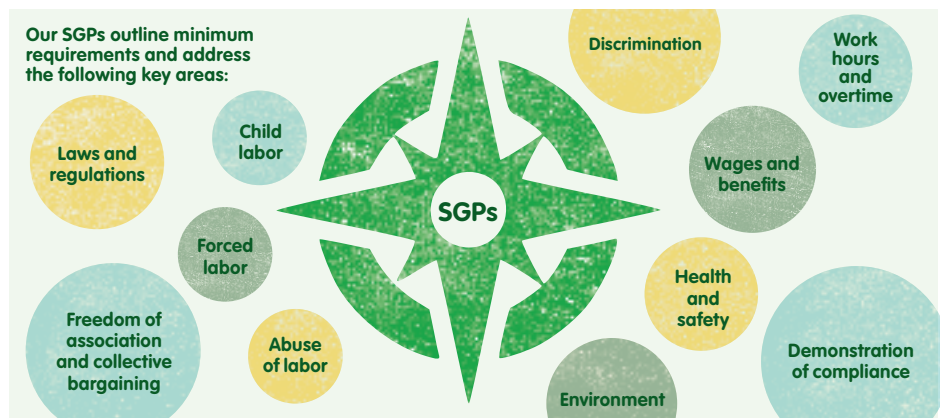 Our SGPs outline minimum
requirements and address
the following key areas:
Laws and
regulations
Child
labor
Forced
labor
Freedom of
association
and collective
bargaining
Abuse
of labor
SGPs
Discrimination
Work
hours
and
overtime
Wages and
benefits
Health
and
safety
Environment
Demonstration
of compliance